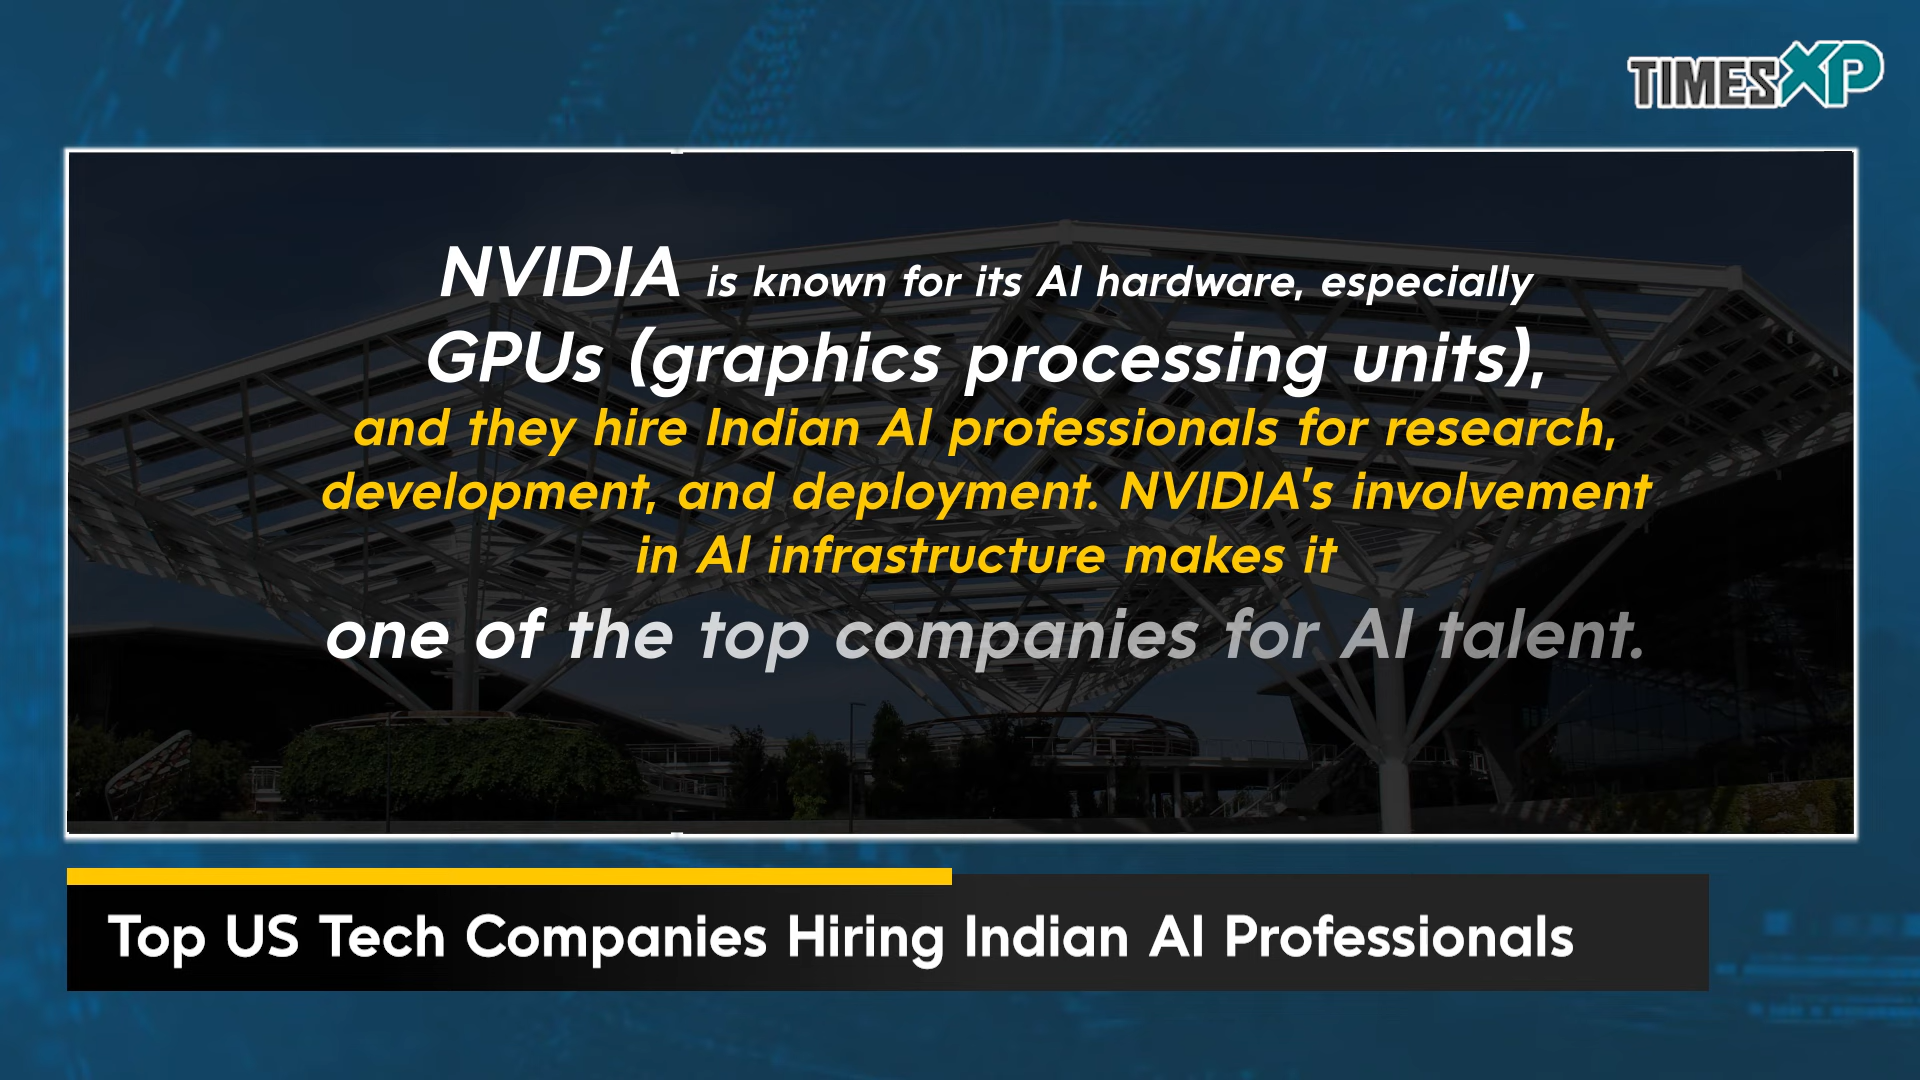 TIMESXP
NVIDIA is known for its AI hardware, especially
GPUs (graphics processing units),
and they hire Indian AI professionals for research,
development, and deployment. NVIDIA's involvement
in AI infrastructure makes it
one of the top companies for AI talent.
Top US Tech Companies Hiring Indian AI Professionals